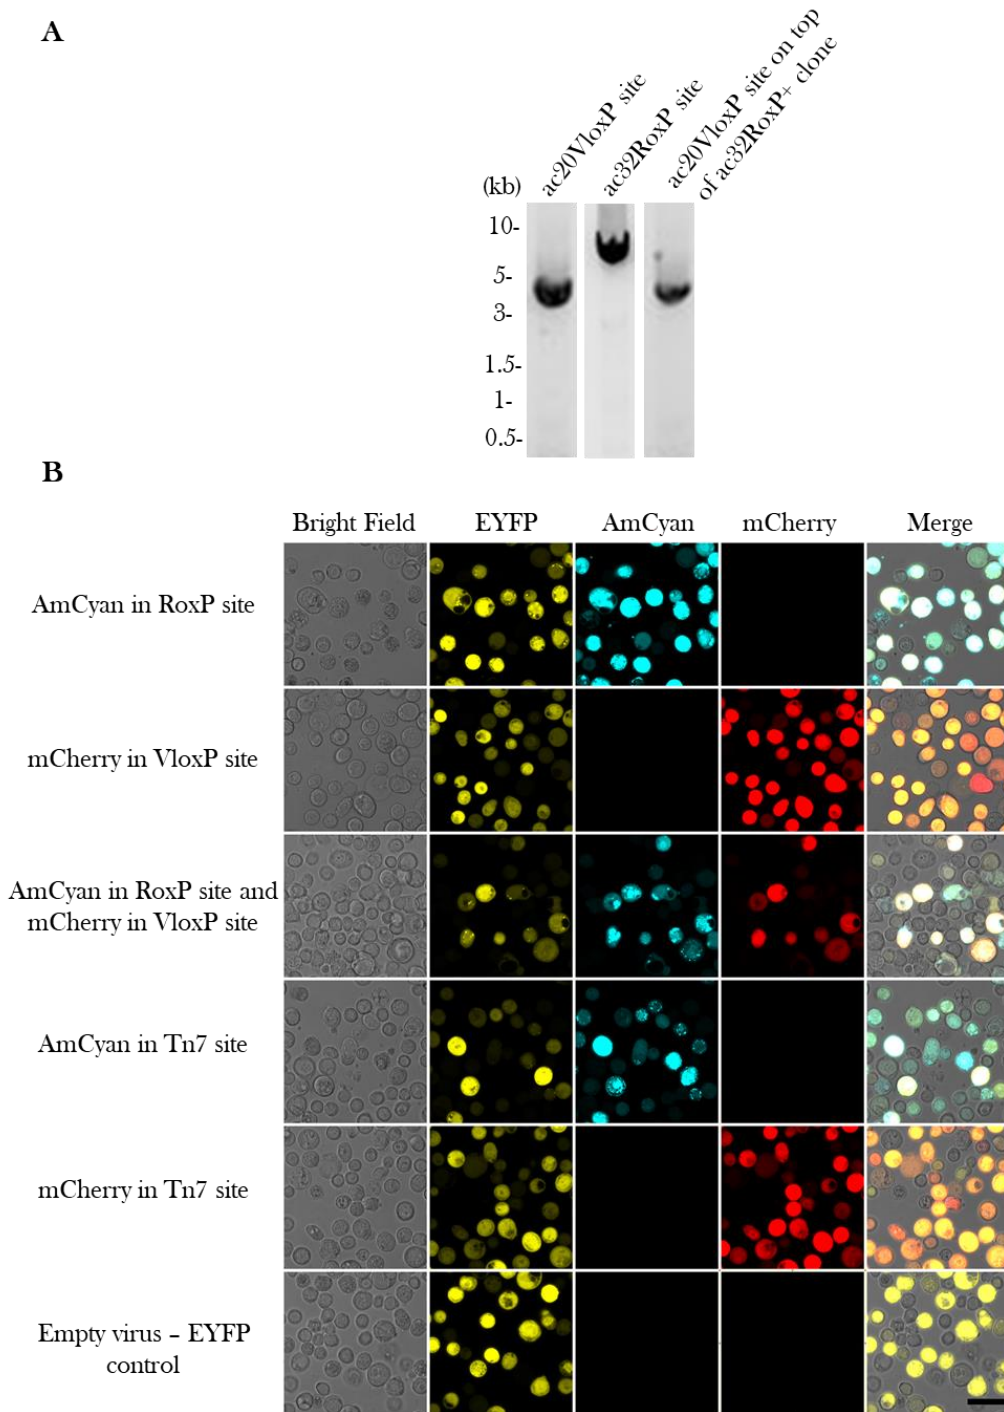 A
ac20VloxP site
ac32RoxP site
ac20VloxP site on top
of ac32RoxP+ clone
(kb)
10-
5-
3-
1.5-
1-
0.5-
B
Bright Field EYFP AmCyan mCherry Merge
AmCyan in RoxP site
mCherry in VloxP site
AmCyan in RoxP site and
mCherry in VloxP site
AmCyan in Tn7 site
mCherry in Tn7 site
Empty virus – EYFP
control